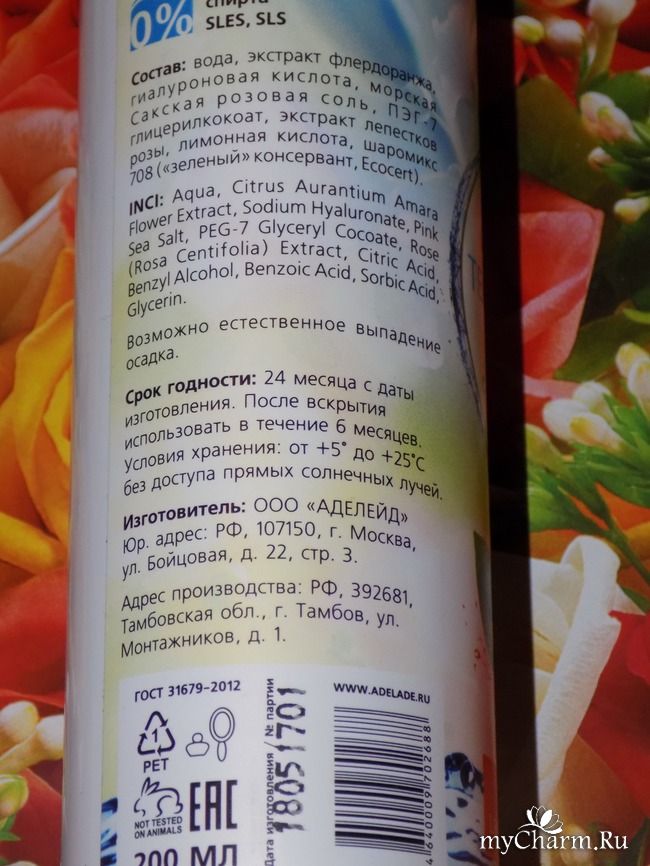 спирта
0%
SLES, SLS
Состав: вода, экстракт флердоранжа,
гиалуроновая кислота, морская
Сакская розовая соль, ПЭГ-7
глицерилкокоат, экстракт лепестков
розы, лимонная кислота, шаромикс
708 («зеленый» консервант, Ecocert).
INCI: Aqua, Citrus Aurantium Amara
Flower Extract, Sodium Hyaluronate, Pink
Sea Salt, PEG-7 Glyceryl Cocoate, Rose
(Rosa Centifolia) Extract, Citric Acid,
Benzyl Alcohol, Benzoic Acid, Sorbic Acid,
Glycerin.
Возможно естественное выпадение
осадка.
Срок годности: 24 месяца с даты
изготовления. После вскрытия
использовать в течение 6 месяцев.
Условия хранения: от +5° до +25°C
без доступа прямых солнечных лучей.
Изготовитель: ООО «АДЕЛЕЙД»
Юр. адрес: РФ, 107150, г. Москва,
ул. Бойцовая, д. 22, стр. 3.
Адрес производства: РФ, 392681,
Тамбовская обл., г. Тамбов, ул.
Монтажников, д. 1.
ГОСТ 31679-2012
WWW.ADELADE.RU
1
PET
NOT TESTED
ON ANIMALS
EAC
200 МЛ
Дата изготовления / № партии
18051701
4640009702688
myCharm.Ru